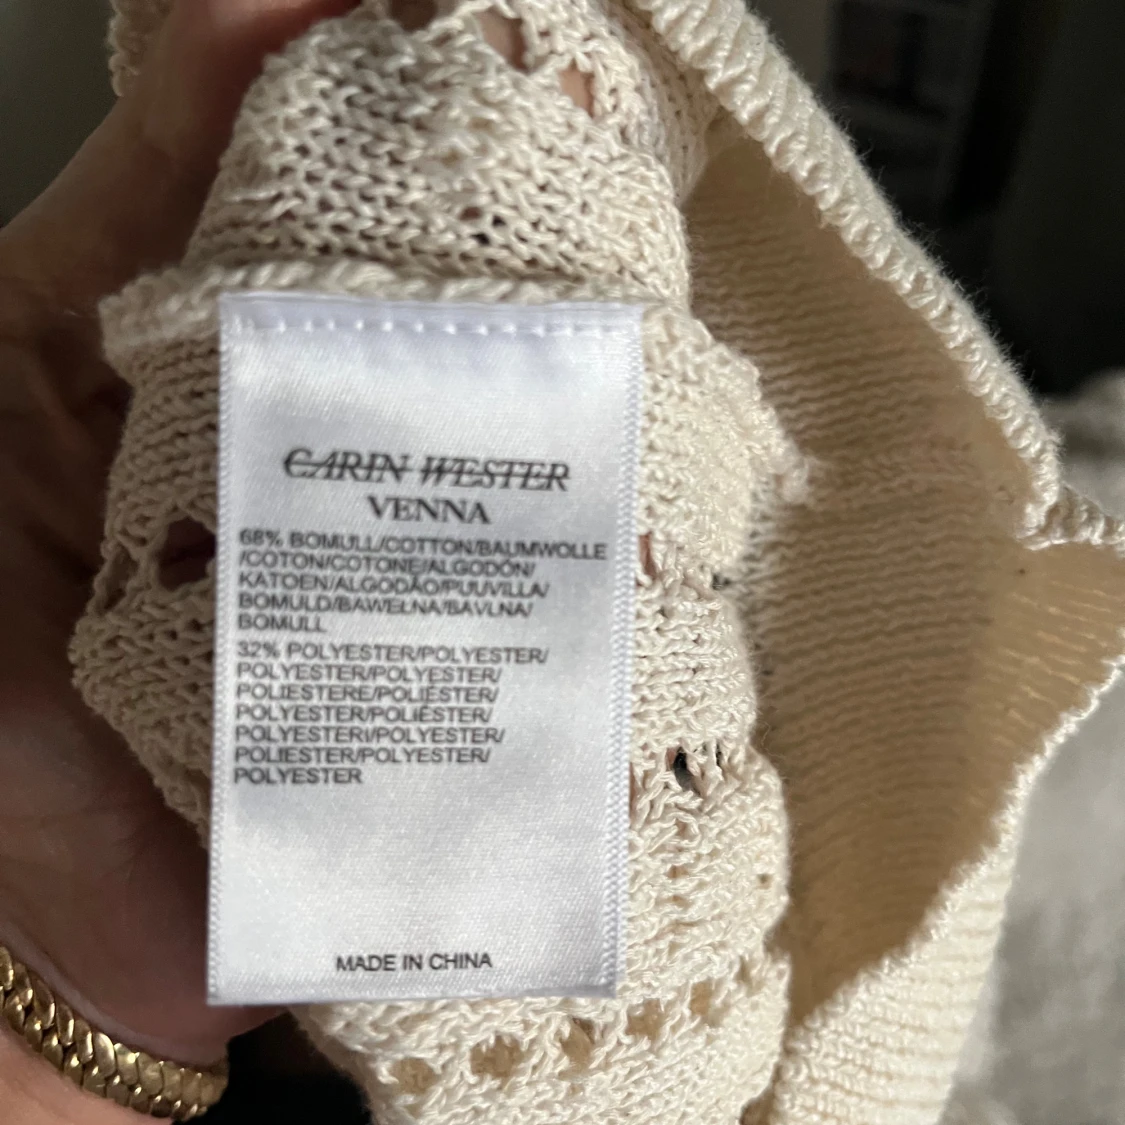 CARIN WESTER
VENNA
68% BOMULL/COTTON/BAUMWOLLE
/COTON/COTONE/ALGODÓN/
KATOEN/ALGODÃO/PUUVILLA/
BOMULD/BAWEŁNA/BAVLNA/
BOMULL
32% POLYESTER/POLYESTER/
POLYESTER/POLYESTER/
POLIESTERE/POLIÉSTER/
POLYESTER/POLIÉSTER/
POLYESTERI/POLYESTER/
POLIESTER/POLYESTER/
POLYESTER
MADE IN CHINA